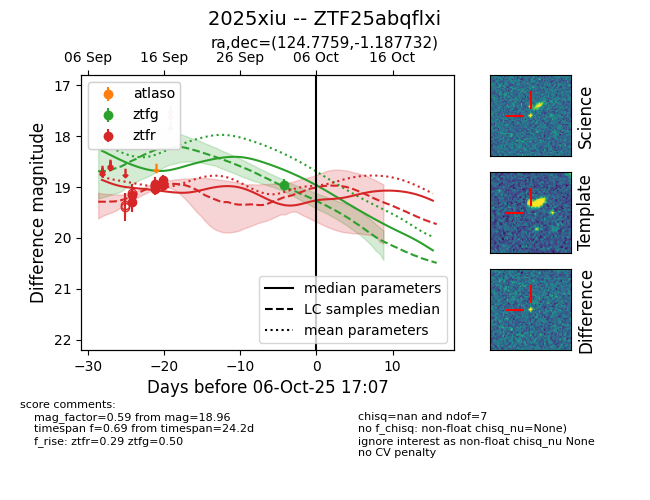 2025xiu -- ZTF25abqflxi
ra,dec=(124.7759,-1.187732)
06 Sep 16 Sep 26 Sep 06 Oct 16 Oct
17
18
19
20
21
22
Difference magnitude
atlaso
ztfg
ztfr
median parameters
LC samples median
mean parameters
−30 −20 −10 0 10
Days before 06-Oct-25 17:07
Science
Template
Difference
score comments:
mag_factor=0.59 from mag=18.96
timespan f=0.69 from timespan=24.2d
f_rise: ztfr=0.29 ztfg=0.50
chisq=nan and ndof=7
no f_chisq: non-float chisq_nu=None)
ignore interest as non-float chisq_nu None
no CV penalty